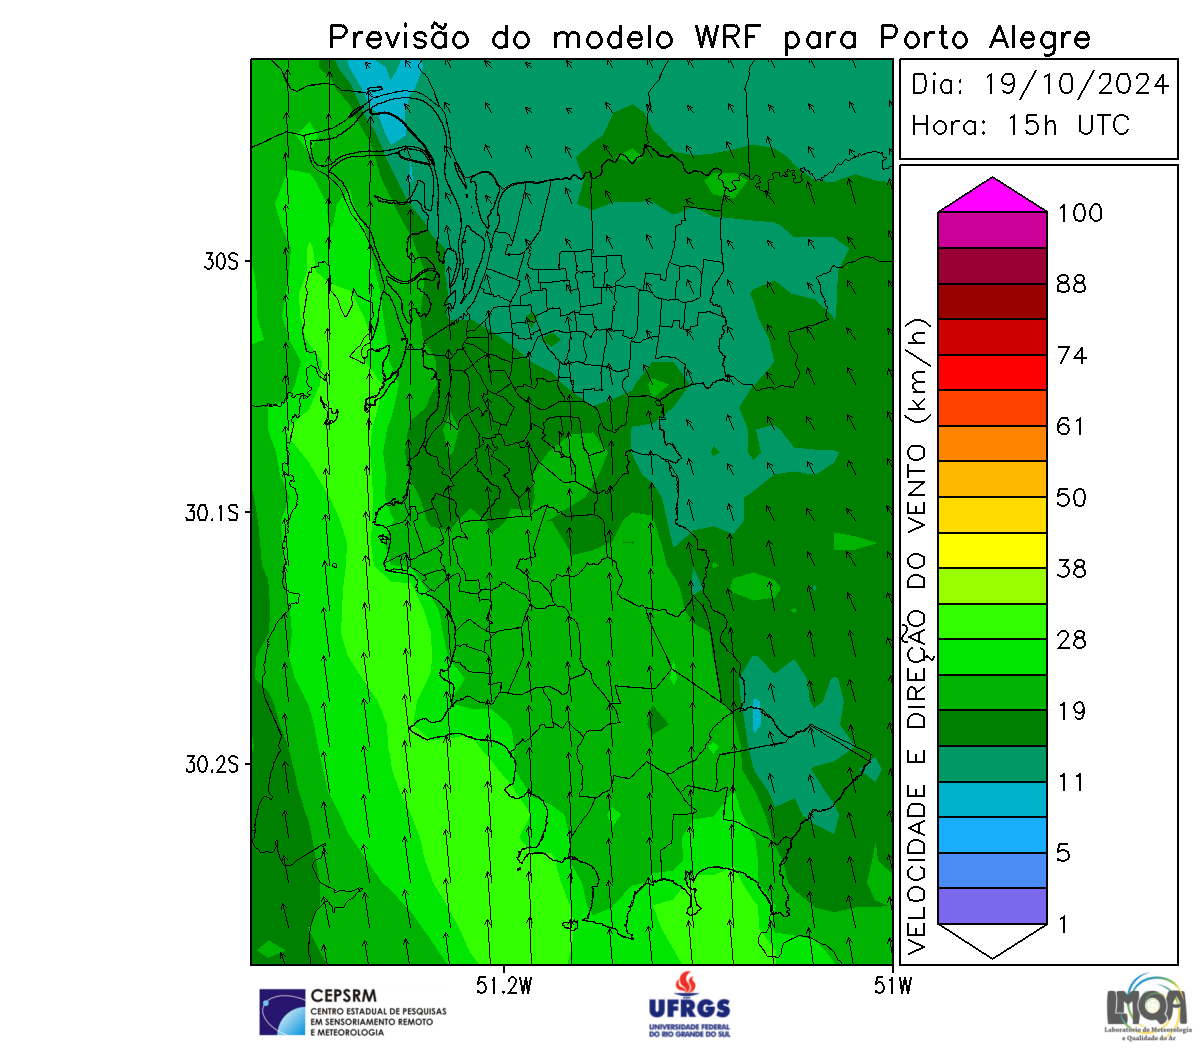 Previsão do modelo WRF para Porto Alegre
Dia: 19/10/2024
Hora: 15h UTC
VELOCIDADE E DIREÇÃO DO VENTO (km/h)
100
88
74
61
50
38
28
19
11
5
1
30S
30.1S
30.2S
51.2W
51W
CEPSRM
CENTRO ESTADUAL DE PESQUISAS
EM SENSORIAMENTO REMOTO
E METEOROLOGIA
UFRGS
UNIVERSIDADE FEDERAL
DO RIO GRANDE DO SUL
LMQA
Laboratório de Meteorologia
e Qualidade do Ar